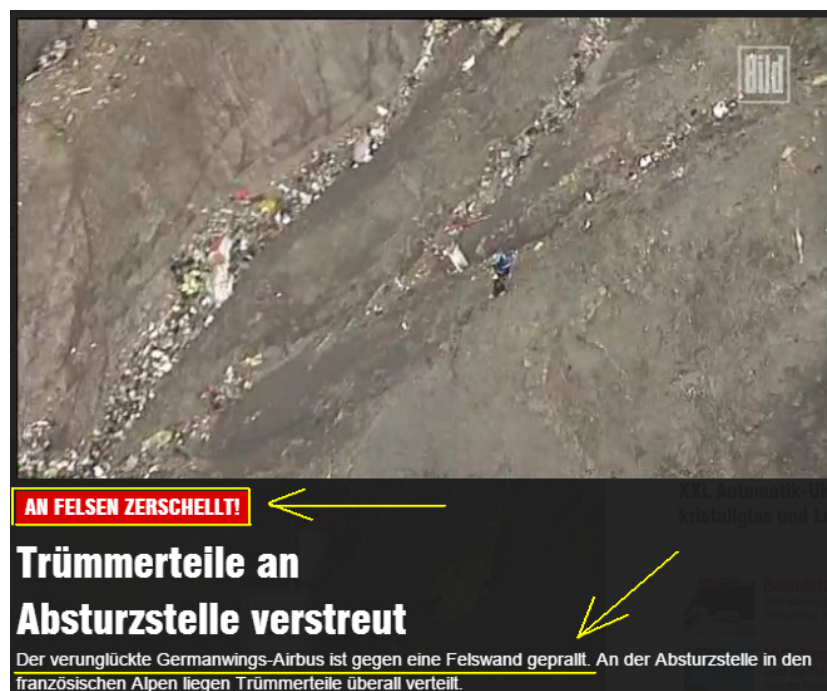 Bild
AN FELSEN ZERSCHELLT!
XXL Automatik-U
kristallglas und L
Trümmerteile an
Absturzstelle verstreut
Der verunglückte Germanwings-Airbus ist gegen eine Felswand geprallt. An der Absturzstelle in den
französischen Alpen liegen Trümmerteile überall verteilt.